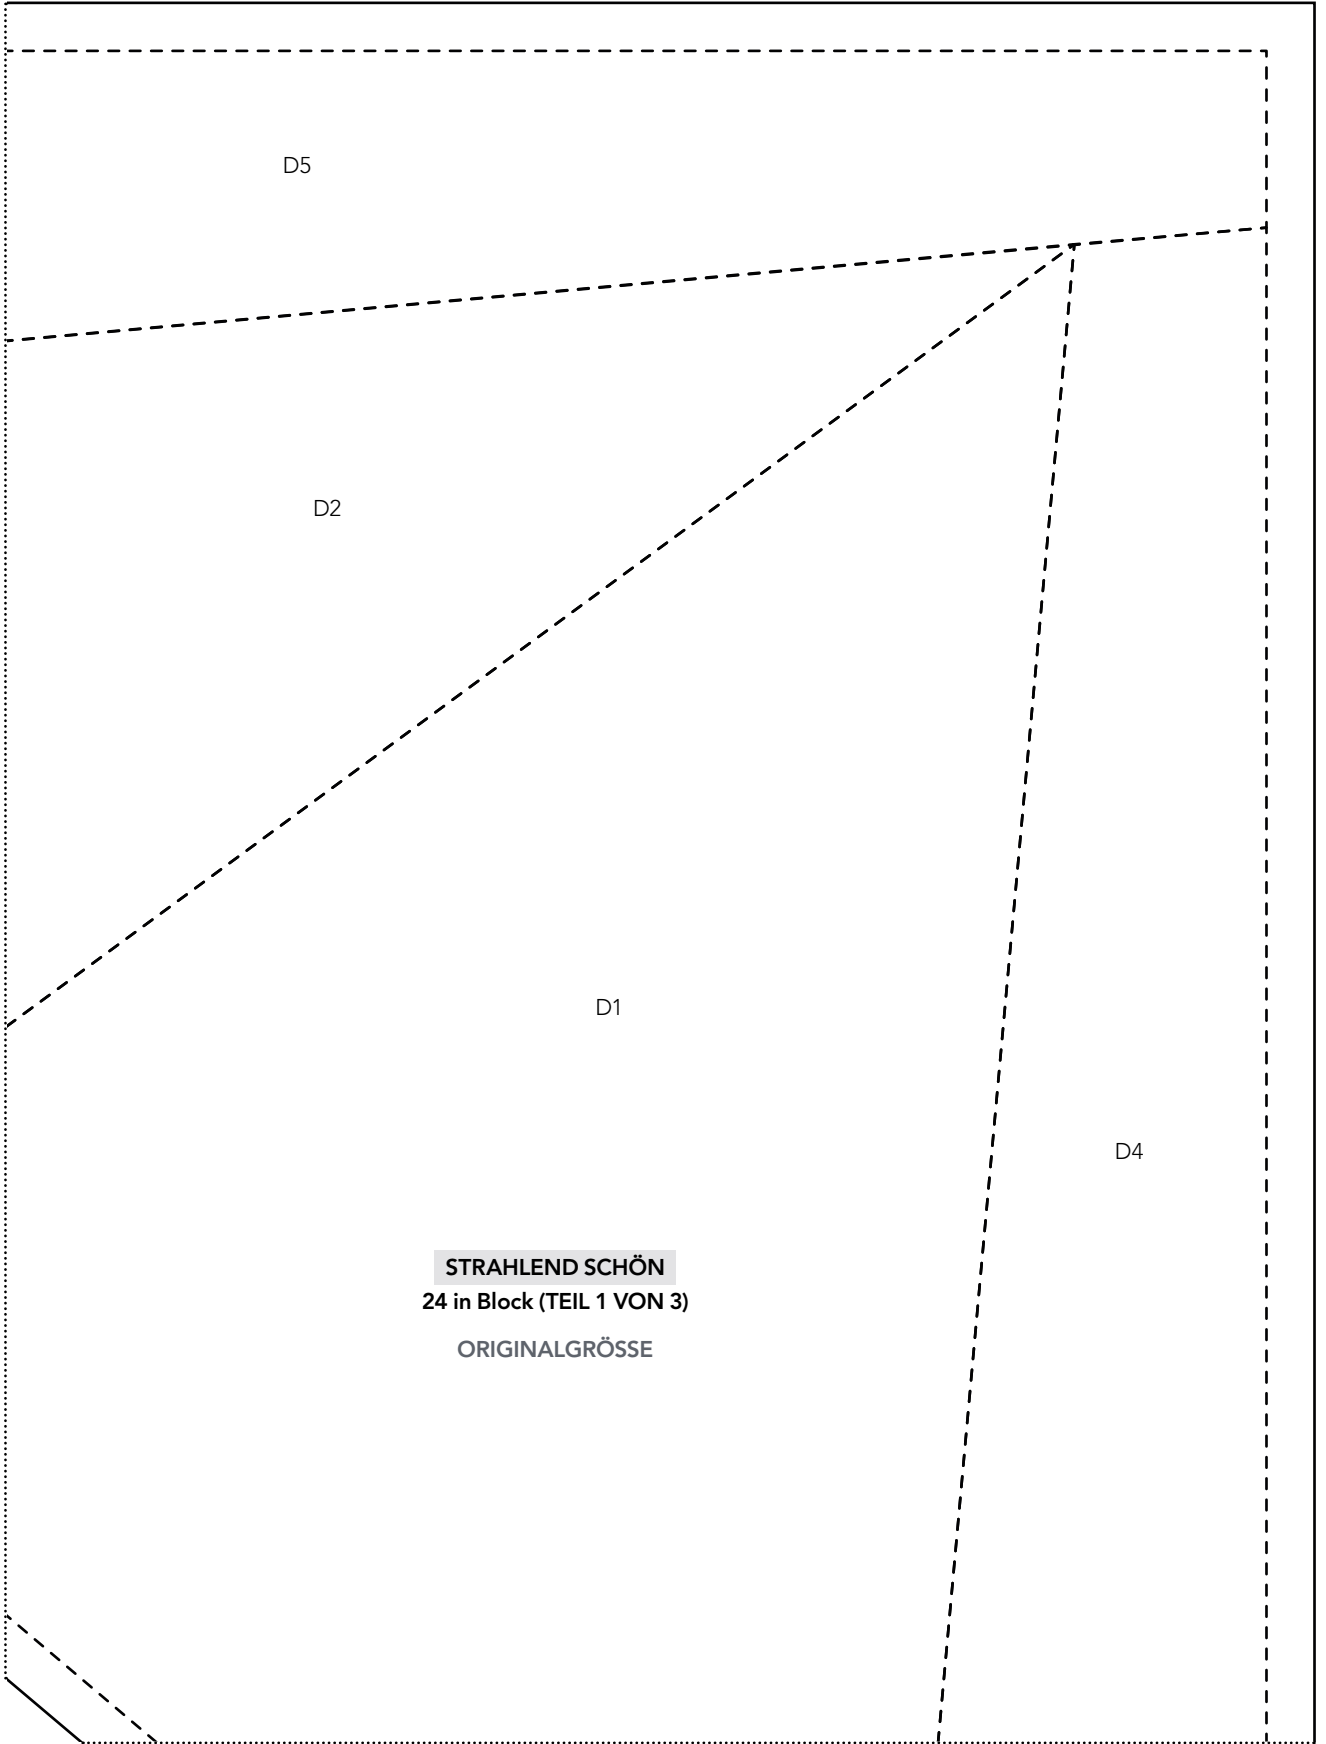 D5
D2
D1
D4
STRAHLEND SCHÖN
24 in Block (TEIL 1 VON 3)
ORIGINALGRÖSSE